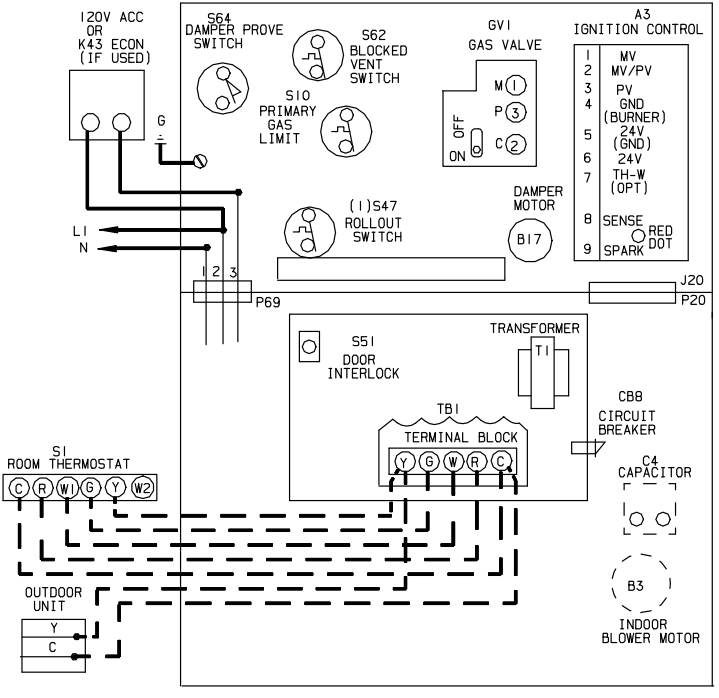 120V ACC
OR
K43 ECON
(IF USED)
S64
DAMPER PROVE
SWITCH
S62
BLOCKED
VENT
SWITCH
GV1
GAS VALVE
A3
IGNITION CONTROL
S10
PRIMARY
GAS
LIMIT
M 1
P 3
C 2
OFF
ON
1 MV
2 MV/PV
3 PV
4 GND
(BURNER)
5 24V
(GND)
6 24V
7 TH-W
(OPT)
8 SENSE
RED
DOT
9 SPARK
G
(1)S47
ROLLOUT
SWITCH
DAMPER
MOTOR
B17
L1
N
1 2 3
P69
J20
P20
S51
DOOR
INTERLOCK
TRANSFORMER
T1
CB8
CIRCUIT
BREAKER
TB1
TERMINAL BLOCK
Y G W R C
S1
ROOM THERMOSTAT
C R W1 G Y W2
C4
CAPACITOR
B3
INDOOR
BLOWER MOTOR
OUTDOOR
UNIT
Y
C